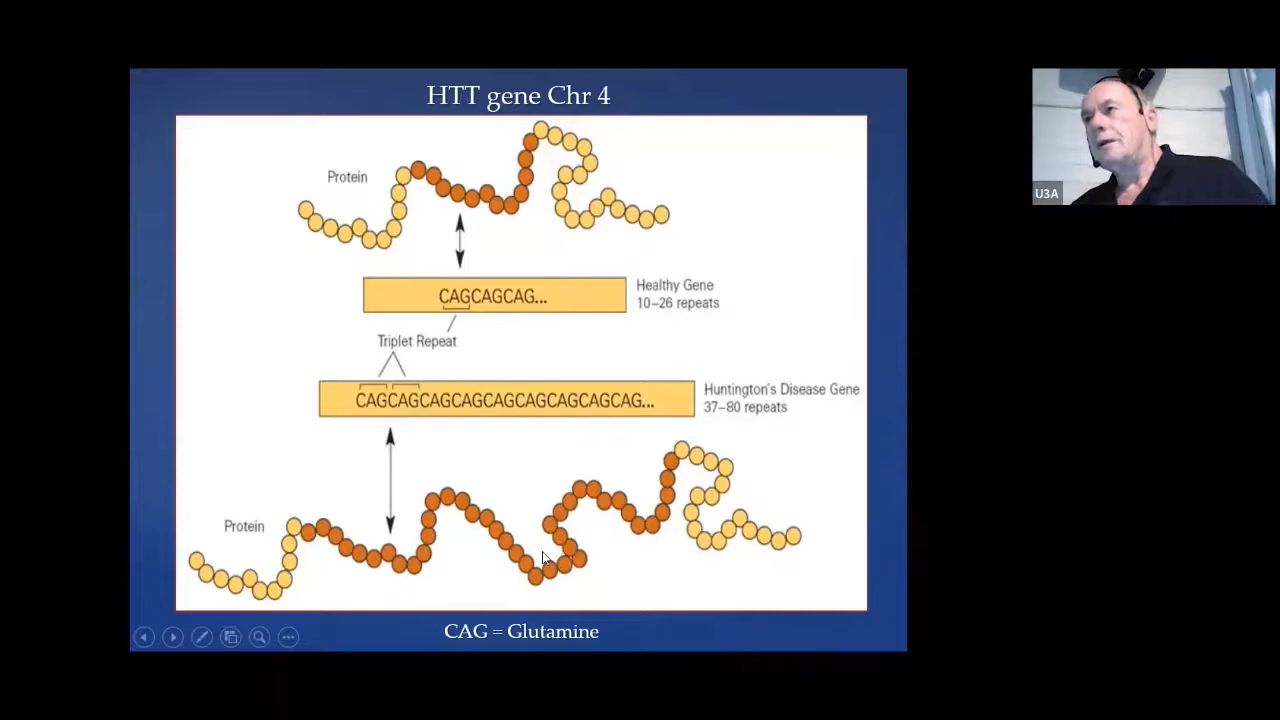 HTT gene Chr 4
Protein
CAGCAGCAG...
Healthy Gene
10–26 repeats
Triplet Repeat
CAGCAGCAGCAGCAGCAGCAGCAGCAG...
Huntington's Disease Gene
37–80 repeats
Protein
CAG = Glutamine
U3A